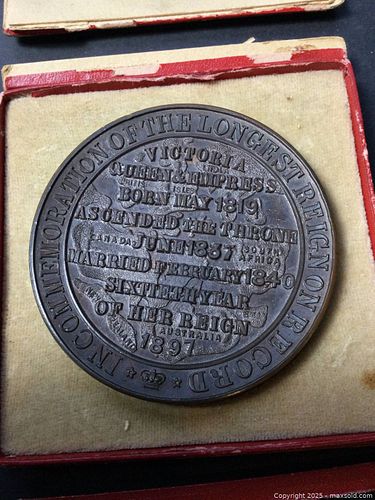 IN COMMEMORATION OF THE LONGEST REIGN ON RECORD
VICTORIA
QUEEN & EMPRESS
ISLES
BORN MAY 1819
ASCENDED THE THRONE
CANADA
JUNE 1837
SOUTH
AFRICA
MARRIED FEBRUARY 1840
SIXTIETH YEAR
OF HER REIGN
AUSTRALIA
1897
Copyright 2025 - maxsold.com